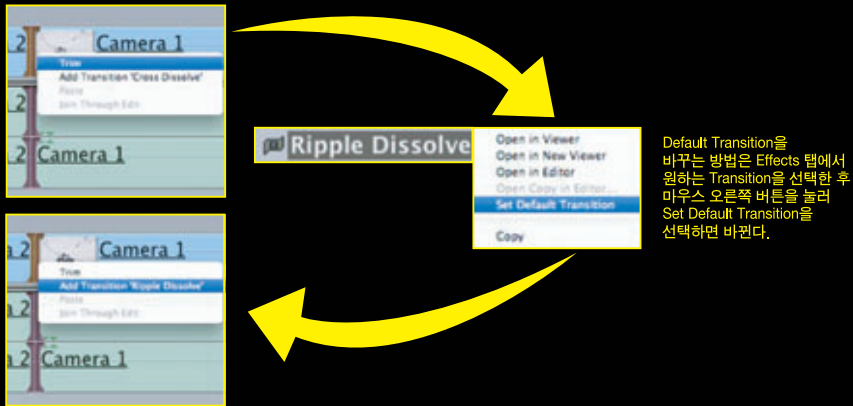 2 Camera 1
Trim
Add Transition 'Cross Dissolve'
Paste
Join Through Edit
2
2 Camera 1
Ripple Dissolve
Open in Viewer
Open in New Viewer
Open in Editor
Open Copy in Editor...
Set Default Transition
Copy
Default Transition을
바꾸는 방법은 Effects 탭에서
원하는 Transition을 선택한 후
마우스 오른쪽 버튼을 눌러
Set Default Transition을
선택하면 바뀐다.
a 2 Camera 1
Trim
Add Transition 'Ripple Dissolve'
Paste
Join Through Edit
a 2
a 2 Camera 1